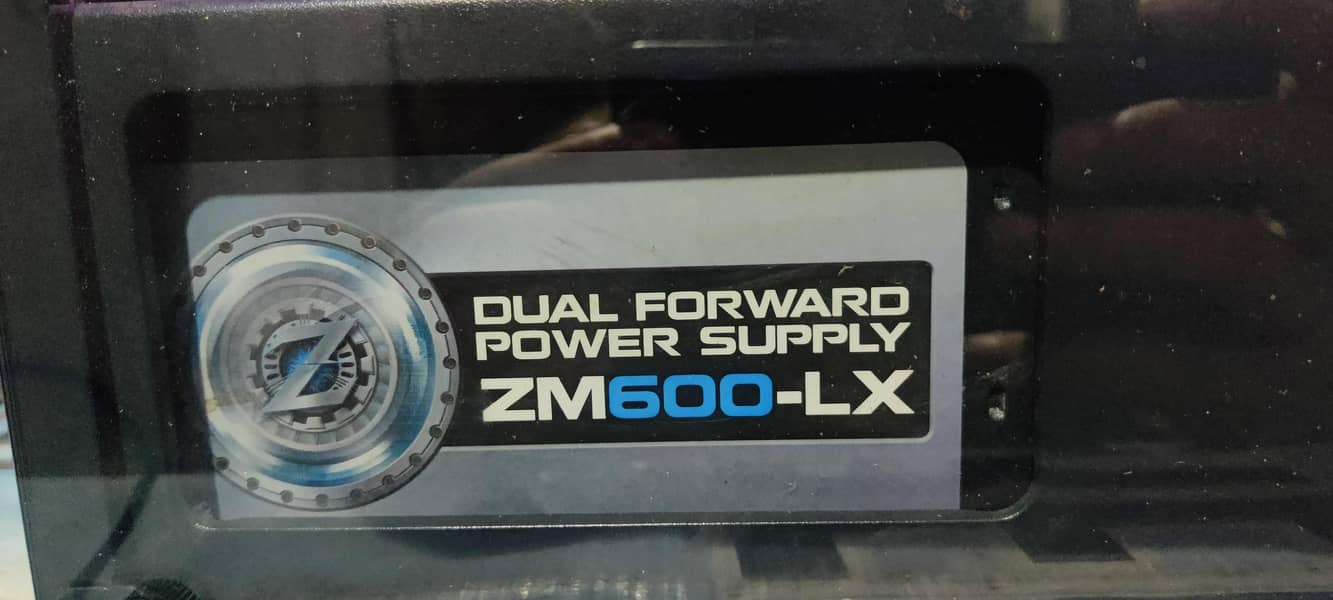 DUAL FORWARD
POWER SUPPLY
ZM600-LX
Z